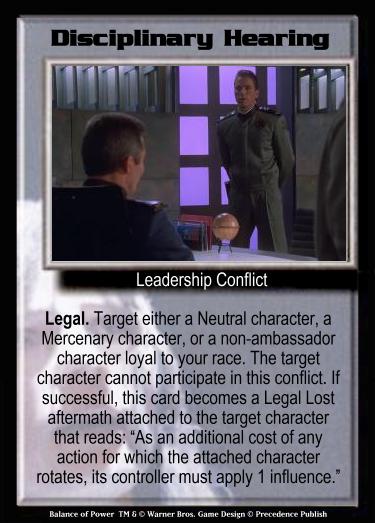 Disciplinary Hearing
Leadership Conflict
Legal. Target either a Neutral character, a
Mercenary character, or a non-ambassador
character loyal to your race. The target
character cannot participate in this conflict. If
successful, this card becomes a Legal Lost
aftermath attached to the target character
that reads: “As an additional cost of any
action for which the attached character
rotates, its controller must apply 1 influence.”
Balance of Power TM & © Warner Bros. Game Design © Precedence Publish